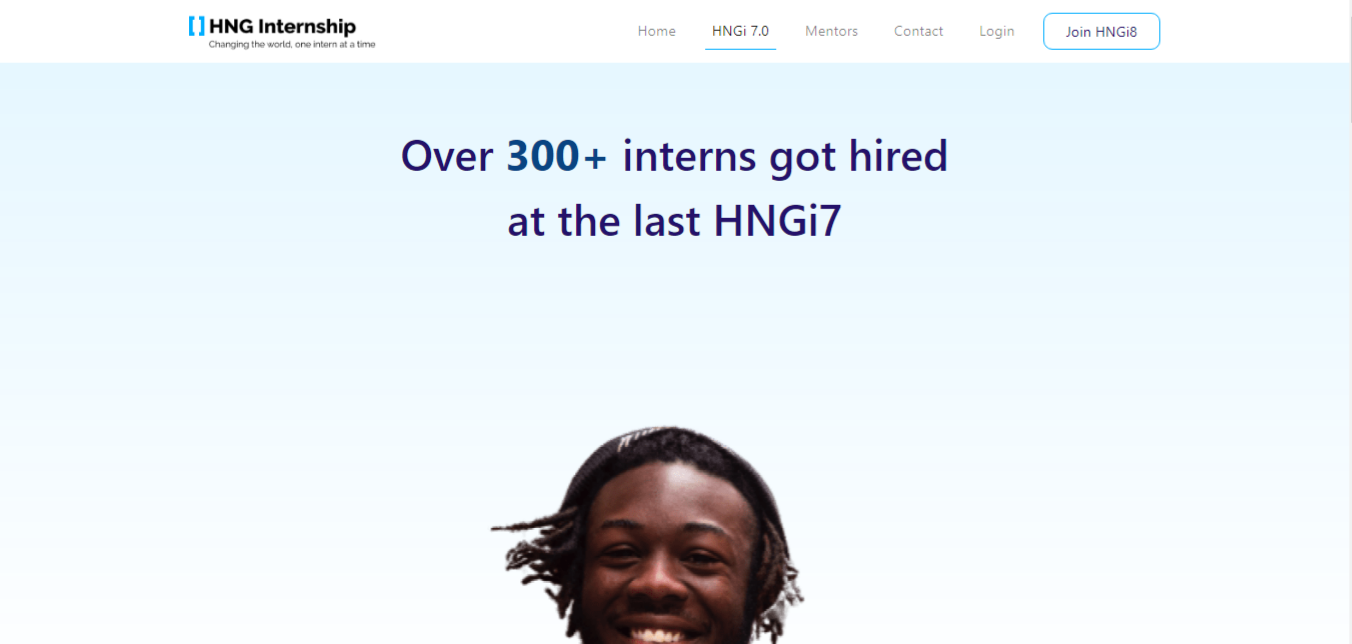 HNG Internship
Changing the world, one intern at a time
Home
HNGi 7.0
Mentors
Contact
Login
Join HNGi8
Over 300+ interns got hired
at the last HNGi7